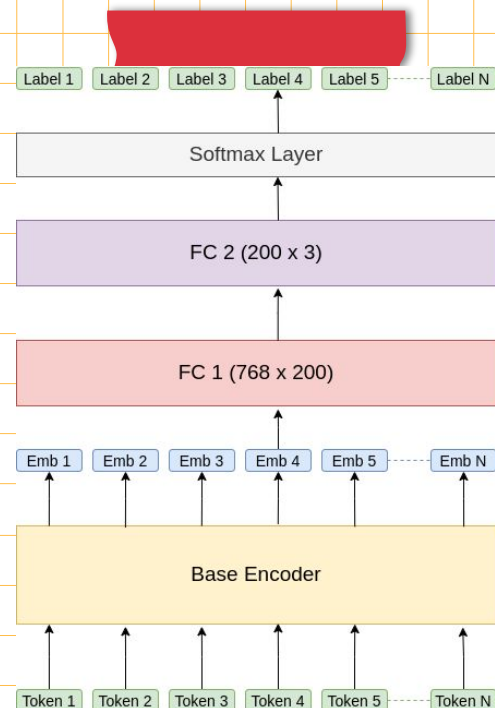 Label 1 Label 2 Label 3 Label 4 Label 5 Label N
Softmax Layer
FC 2 (200 x 3)
FC 1 (768 x 200)
Emb 1 Emb 2 Emb 3 Emb 4 Emb 5 Emb N
Base Encoder
Token 1 Token 2 Token 3 Token 4 Token 5 Token N